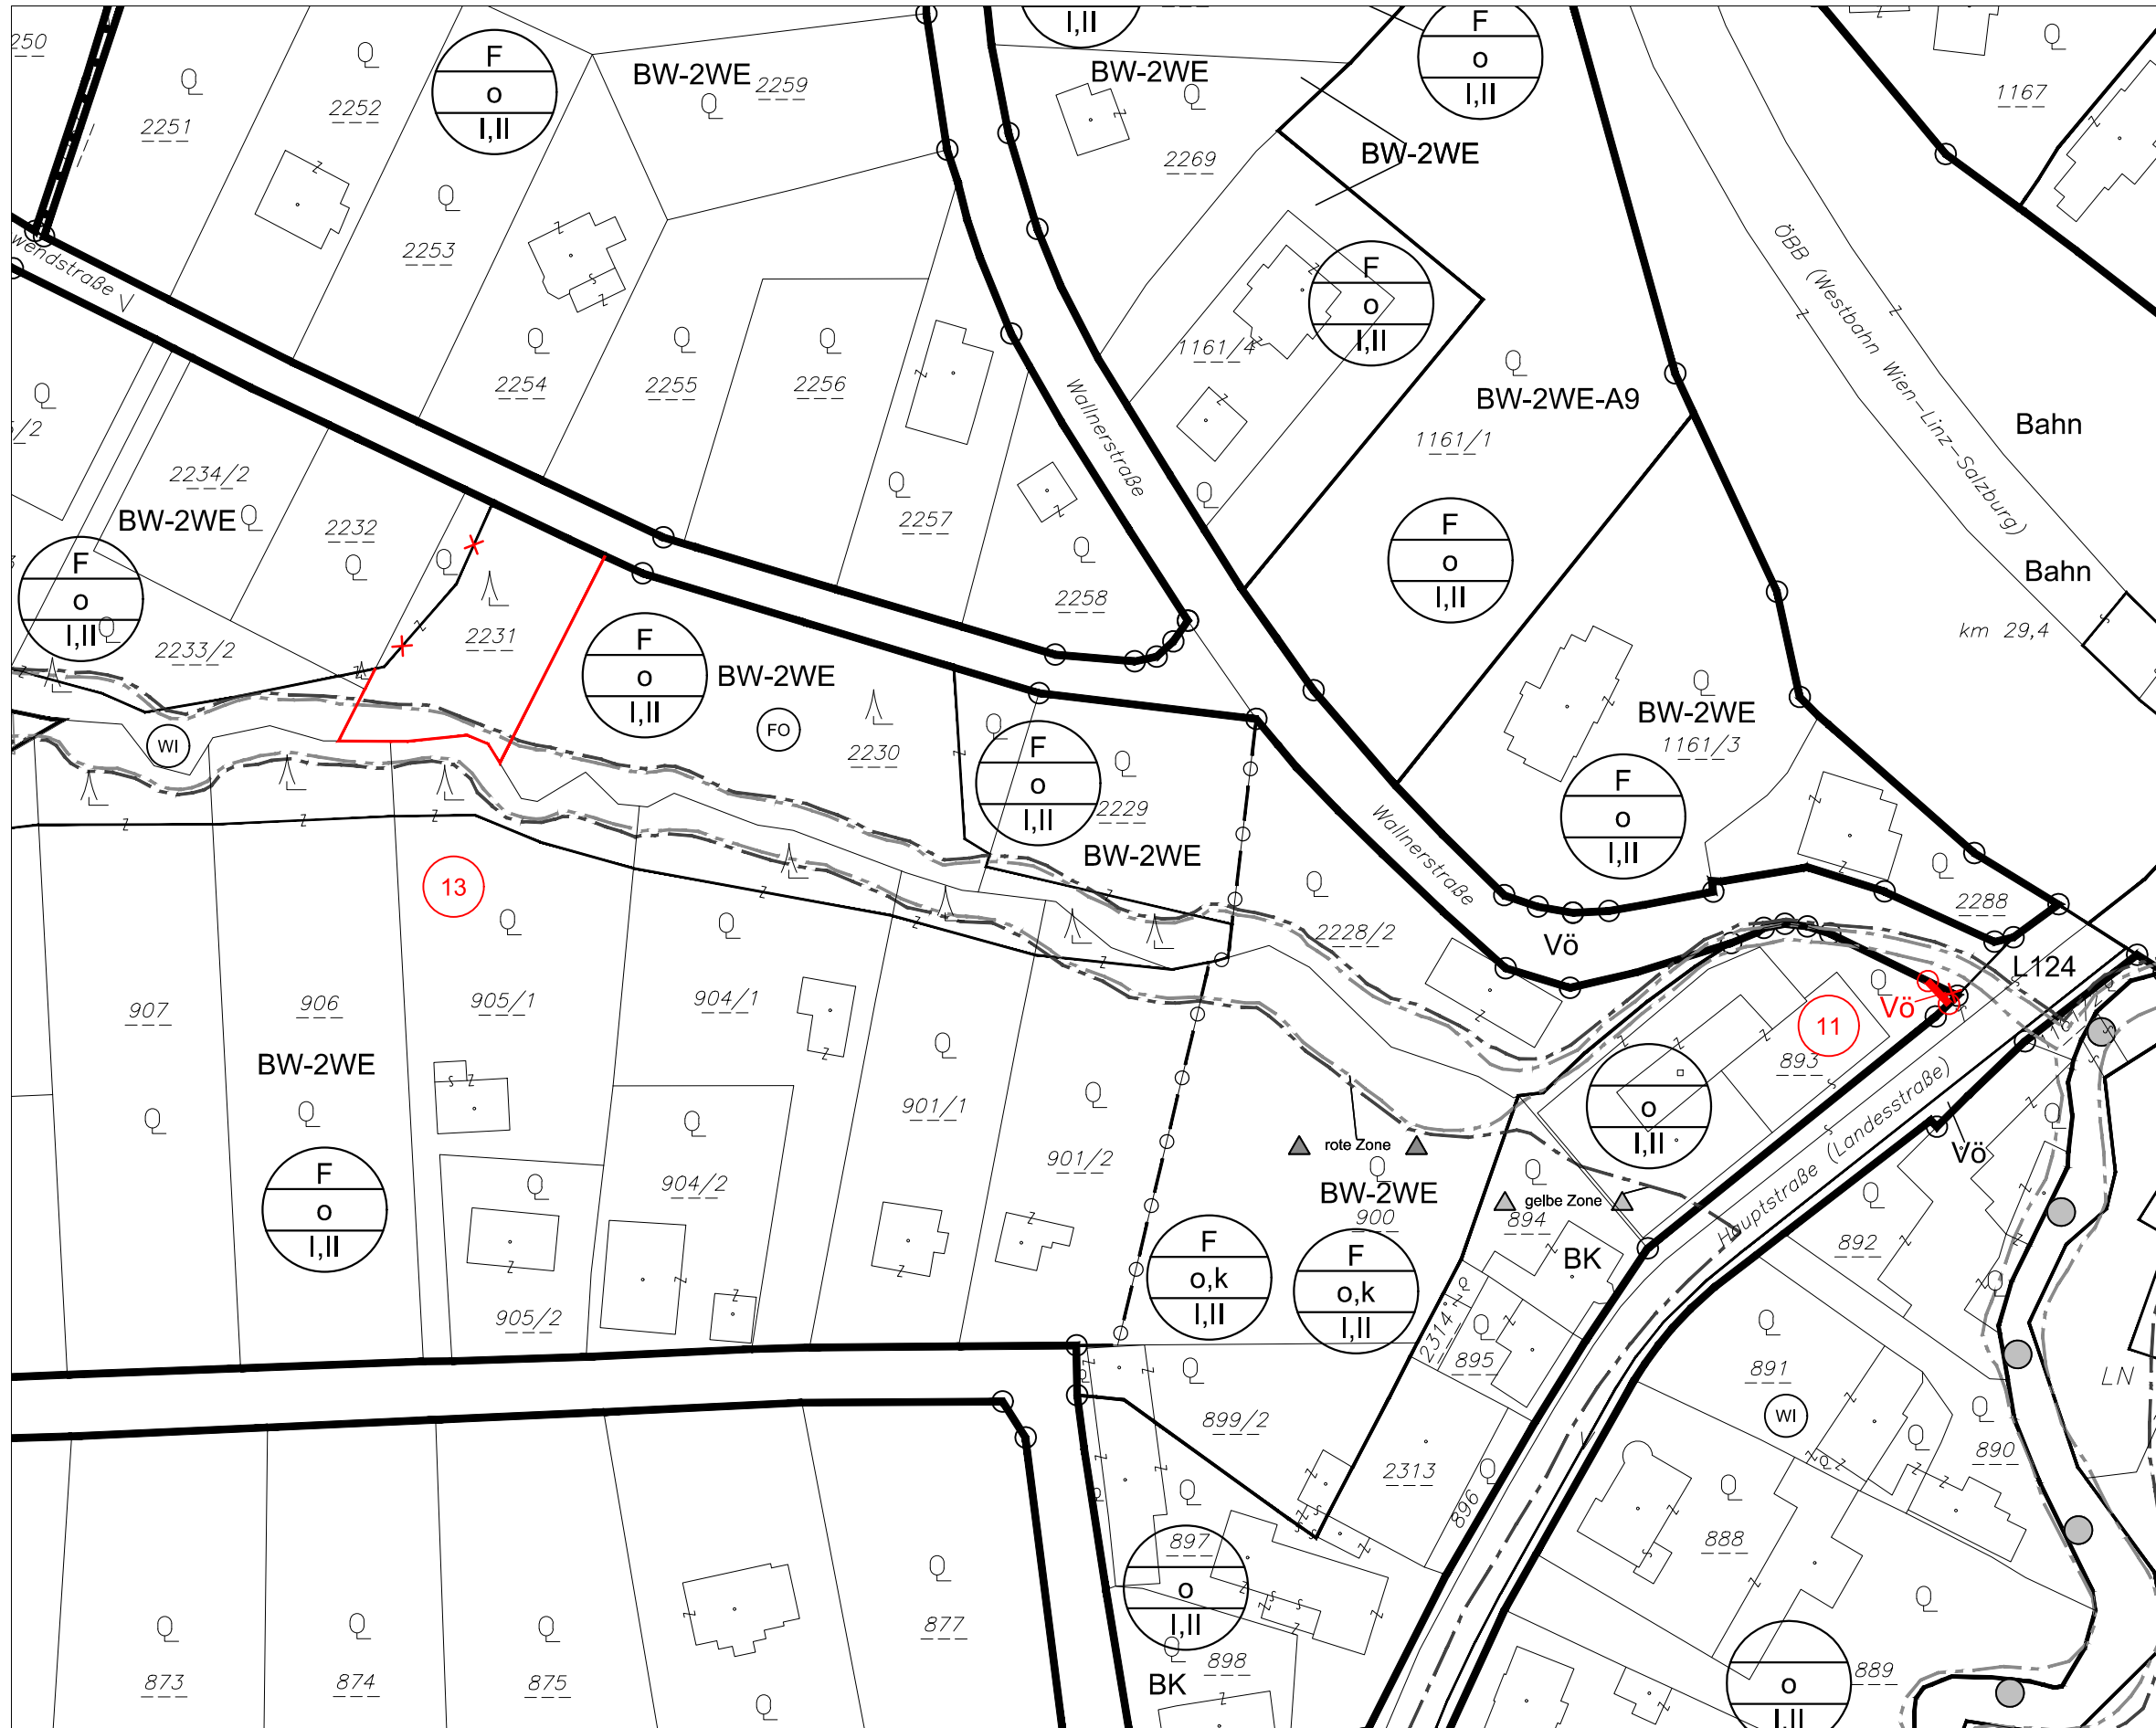 250
I,II
F
o
I,II
F
o
I,II
BW-2WE
2259
BW-2WE
2251
2252
2269
BW-2WE
1167
2253
wendstraße V
ÖBB (Westbahn Wien-Linz-Salzburg)
F
o
I,II
1161/4
2254
2255
2256
Wallnerstraße
BW-2WE-A9
1161/1
Bahn
2234/2
BW-2WE
2232
2257
F
o
I,II
Bahn
F
o
I,II
2258
km 29,4
2233/2
2231
F
o
I,II
BW-2WE
FO
2230
WI
F
o
I,II
2229
BW-2WE
BW-2WE
1161/3
F
o
I,II
Wallnerstraße
13
2288
2228/2
Vö
L124
907
906
905/1
904/1
Vö
11
893
BW-2WE
901/1
o
I,II
Hauptstraße (Landesstraße)
rote Zone
901/2
Vö
F
o
I,II
904/2
BW-2WE
900
gelbe Zone
894
892
BK
F
o,k
I,II
F
o,k
I,II
905/2
2314
895
891
LN
899/2
WI
890
2313
896
888
897
o
I,II
877
873
874
875
898
BK
889
o
I,II